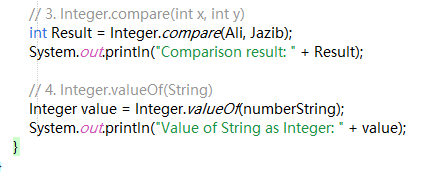 // 3. Integer.compare(int x, int y)
int Result = Integer.compare(Ali, Jazib);
System.out.println("Comparison result: " + Result);
// 4. Integer.valueOf(String)
Integer value = Integer.valueOf(numberString);
System.out.println("Value of String as Integer: " + value);
}